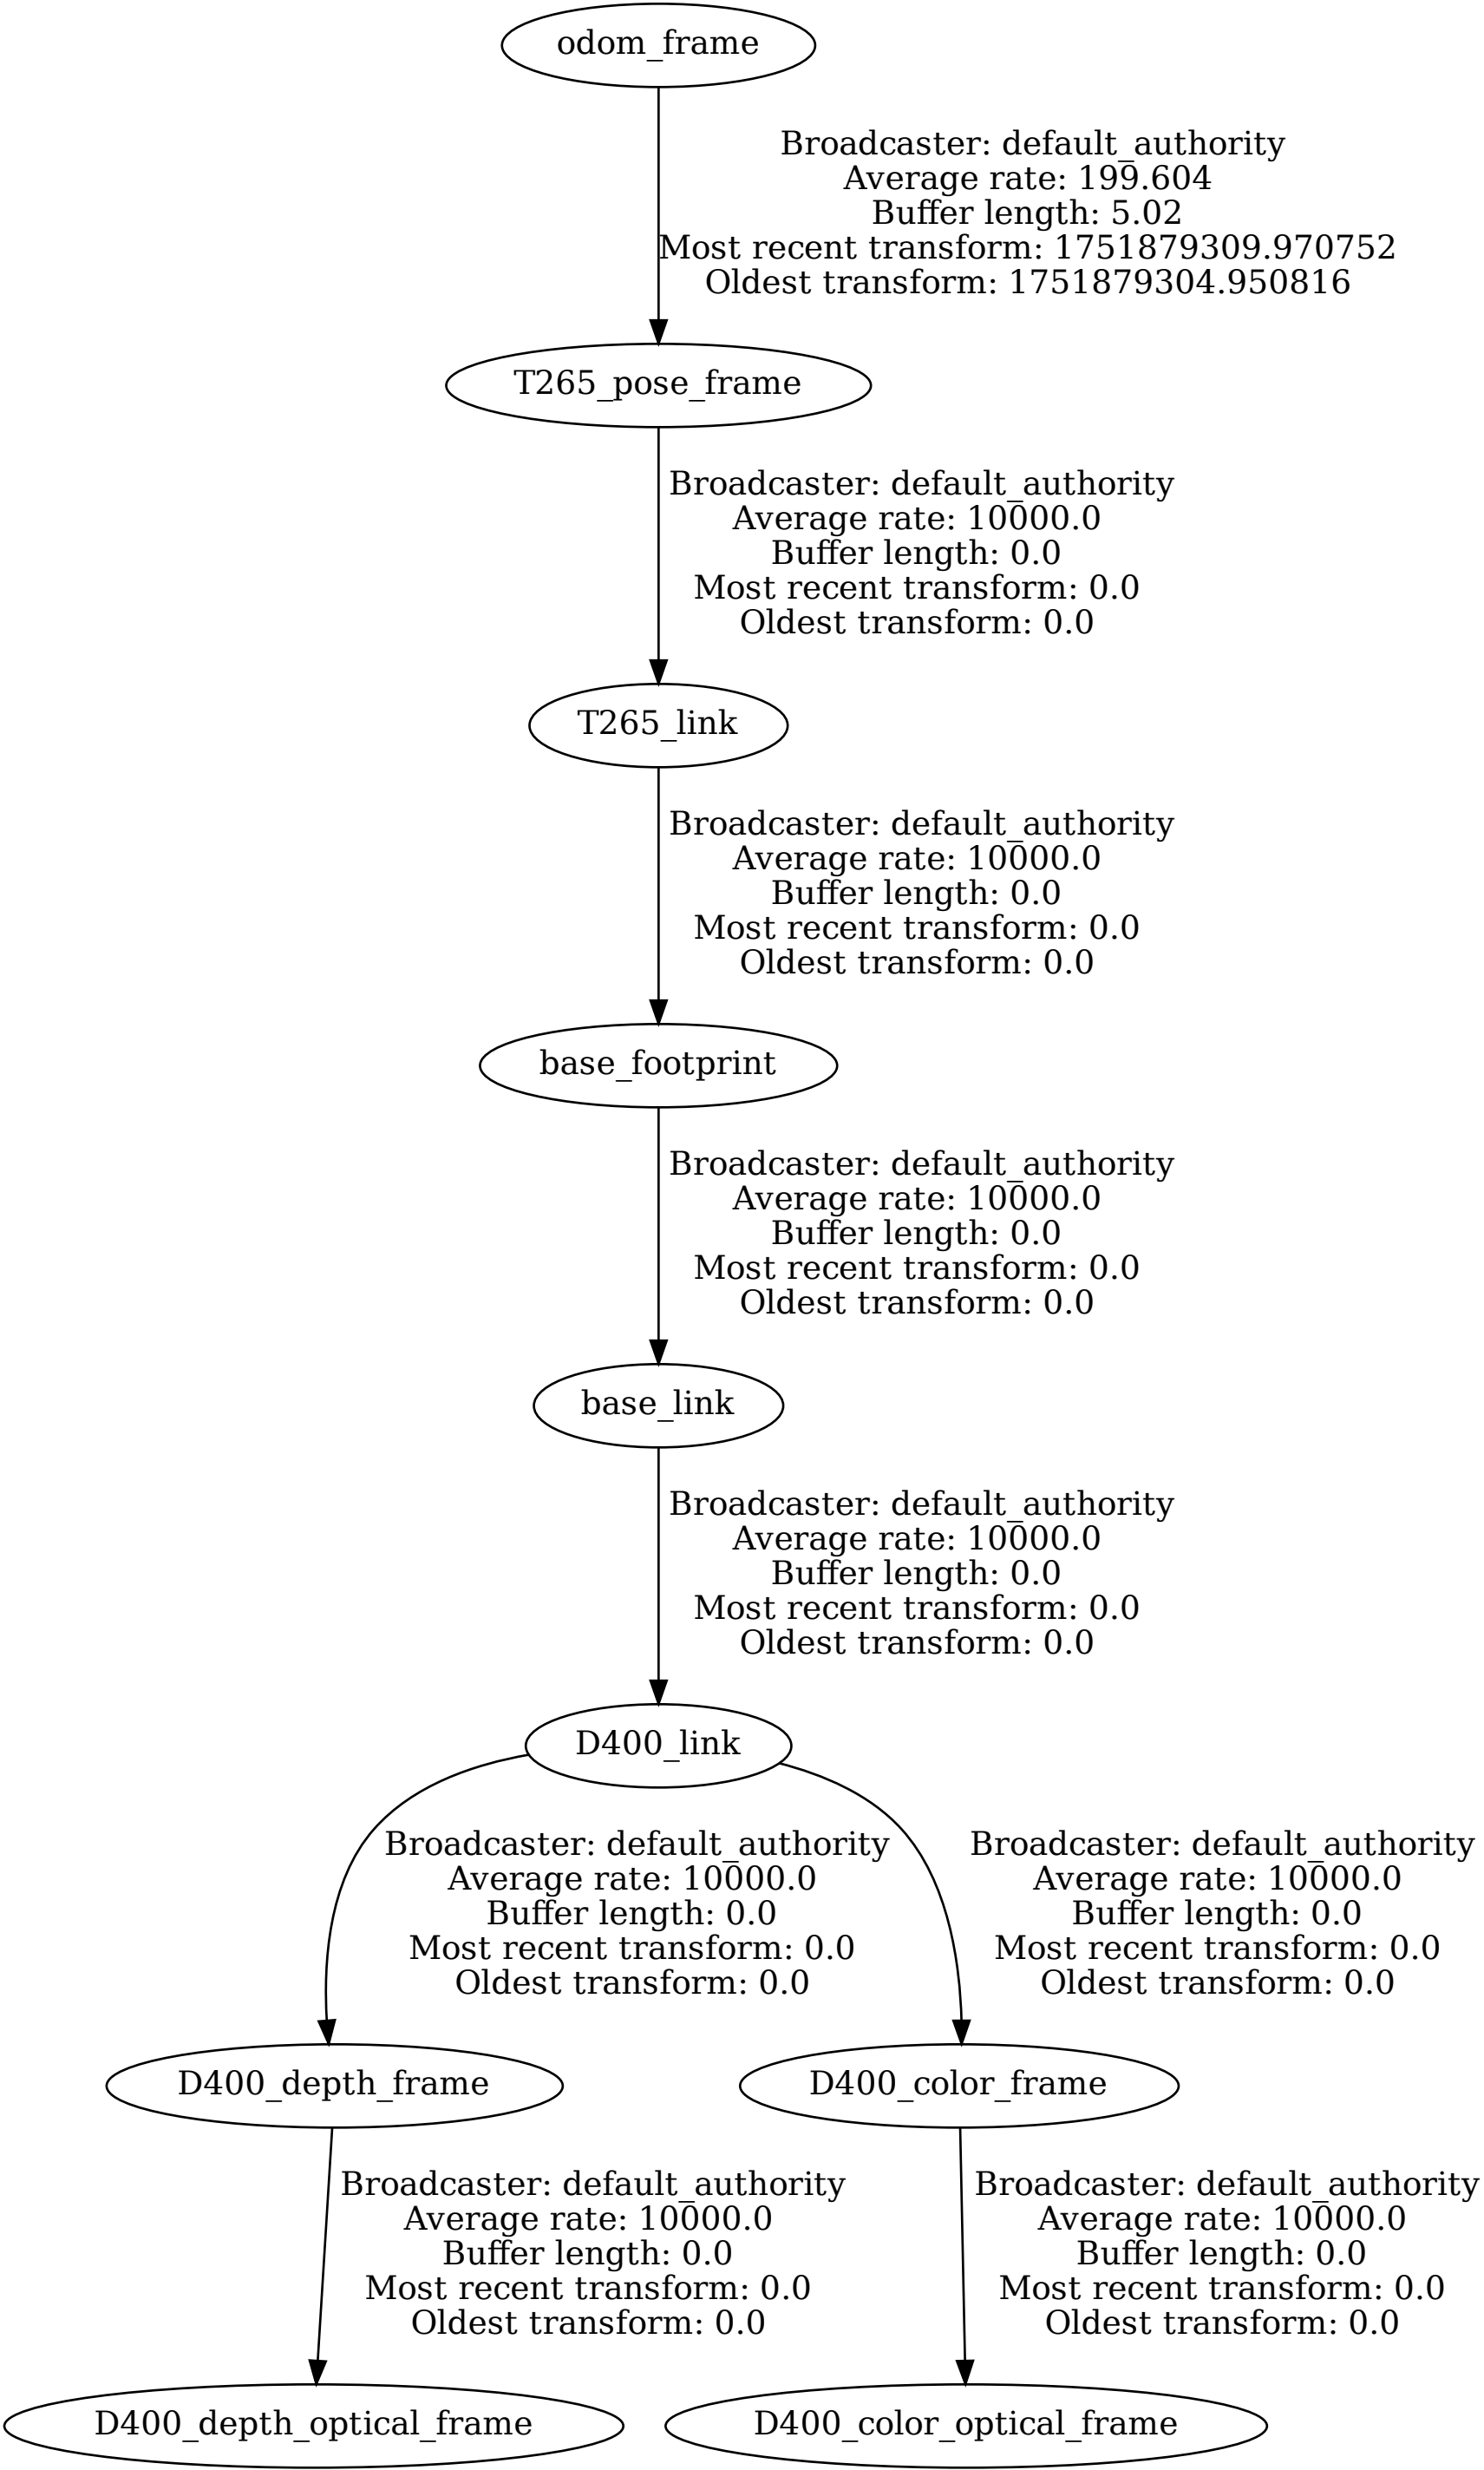 odom_frame
Broadcaster: default_authority
Average rate: 199.604
Buffer length: 5.02
Most recent transform: 1751879309.970752
Oldest transform: 1751879304.950816
T265_pose_frame
Broadcaster: default_authority
Average rate: 10000.0
Buffer length: 0.0
Most recent transform: 0.0
Oldest transform: 0.0
T265_link
Broadcaster: default_authority
Average rate: 10000.0
Buffer length: 0.0
Most recent transform: 0.0
Oldest transform: 0.0
base_footprint
Broadcaster: default_authority
Average rate: 10000.0
Buffer length: 0.0
Most recent transform: 0.0
Oldest transform: 0.0
base_link
Broadcaster: default_authority
Average rate: 10000.0
Buffer length: 0.0
Most recent transform: 0.0
Oldest transform: 0.0
D400_link
Broadcaster: default_authority
Average rate: 10000.0
Buffer length: 0.0
Most recent transform: 0.0
Oldest transform: 0.0
Broadcaster: default_authority
Average rate: 10000.0
Buffer length: 0.0
Most recent transform: 0.0
Oldest transform: 0.0
D400_depth_frame
D400_color_frame
Broadcaster: default_authority
Average rate: 10000.0
Buffer length: 0.0
Most recent transform: 0.0
Oldest transform: 0.0
Broadcaster: default_authority
Average rate: 10000.0
Buffer length: 0.0
Most recent transform: 0.0
Oldest transform: 0.0
D400_depth_optical_frame
D400_color_optical_frame